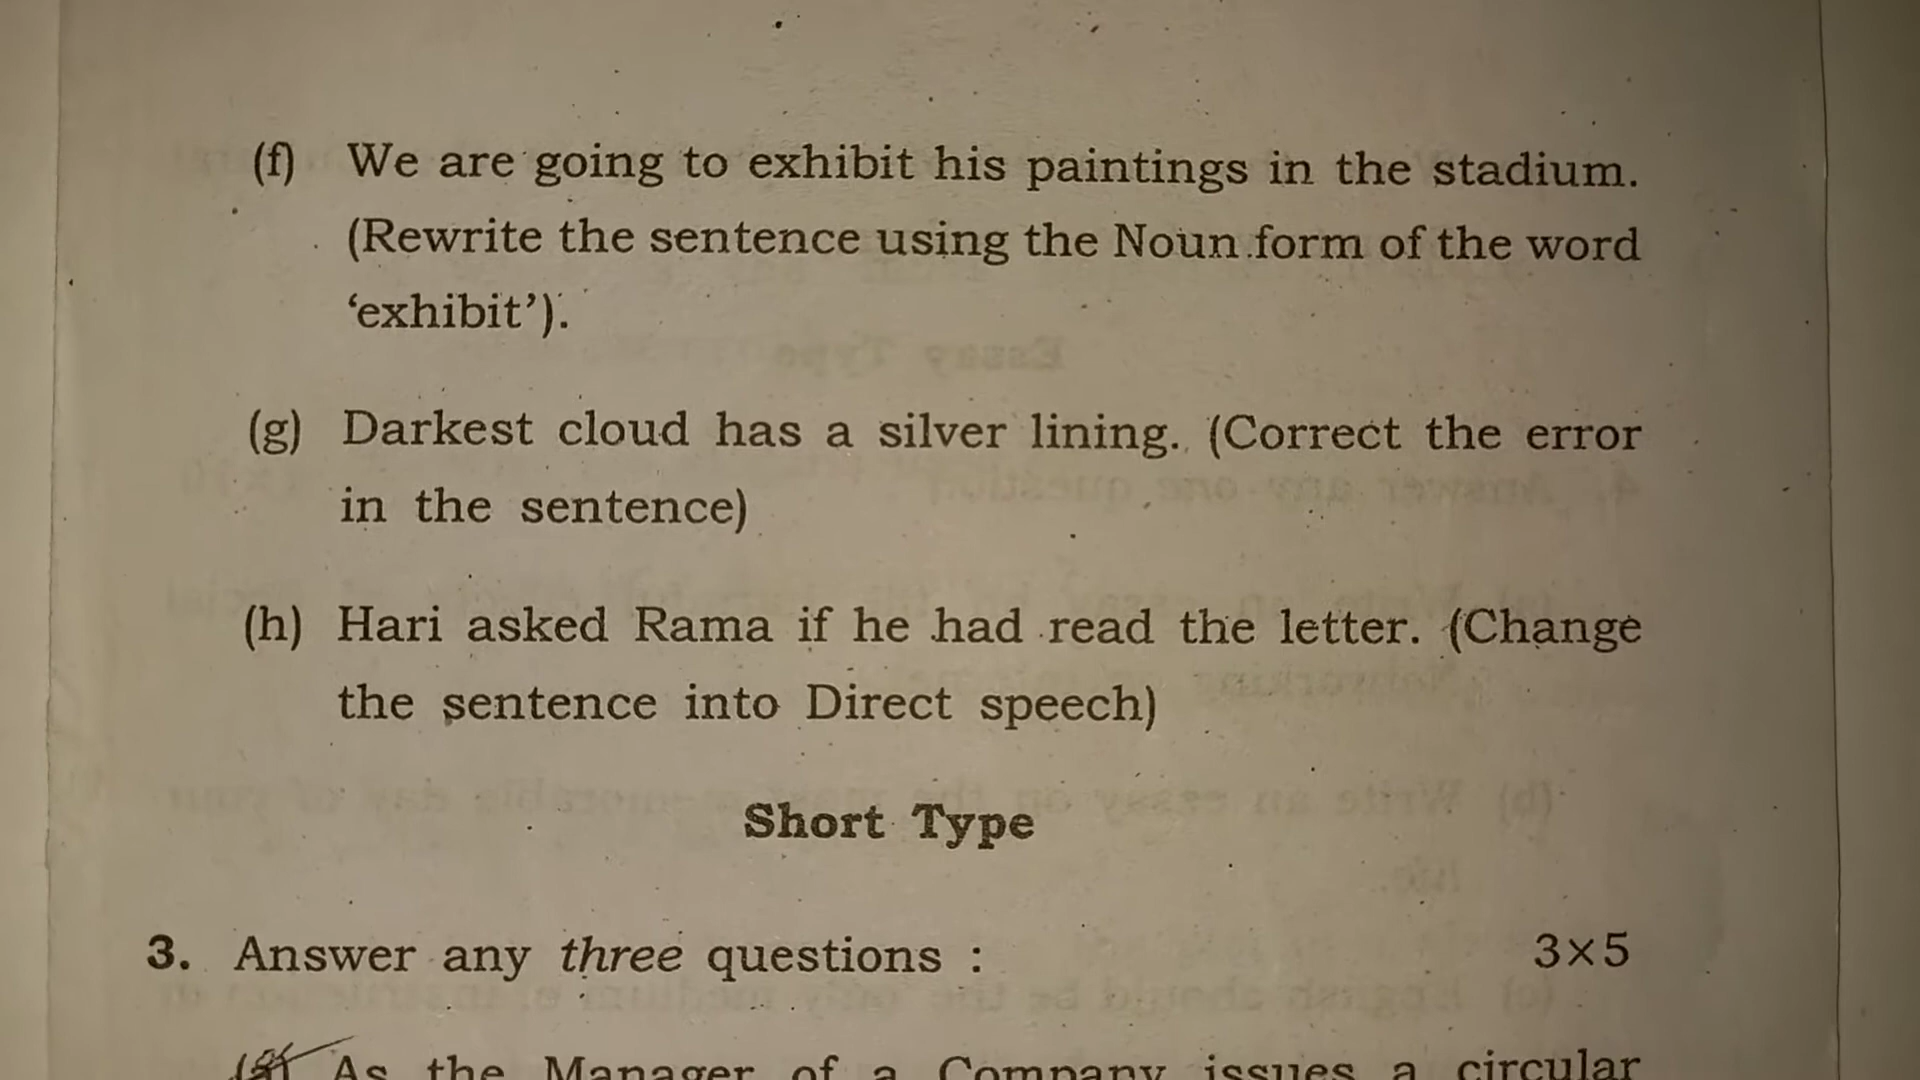 (f) We are going to exhibit his paintings in the stadium.
(Rewrite the sentence using the Noun form of the word
‘exhibit’).
(g) Darkest cloud has a silver lining. (Correct the error
in the sentence)
(h) Hari asked Rama if he had read the letter. (Change
the sentence into Direct speech)
Short Type
3. Answer any three questions : 3×5
(a) As the Manager of a Company issues a circular